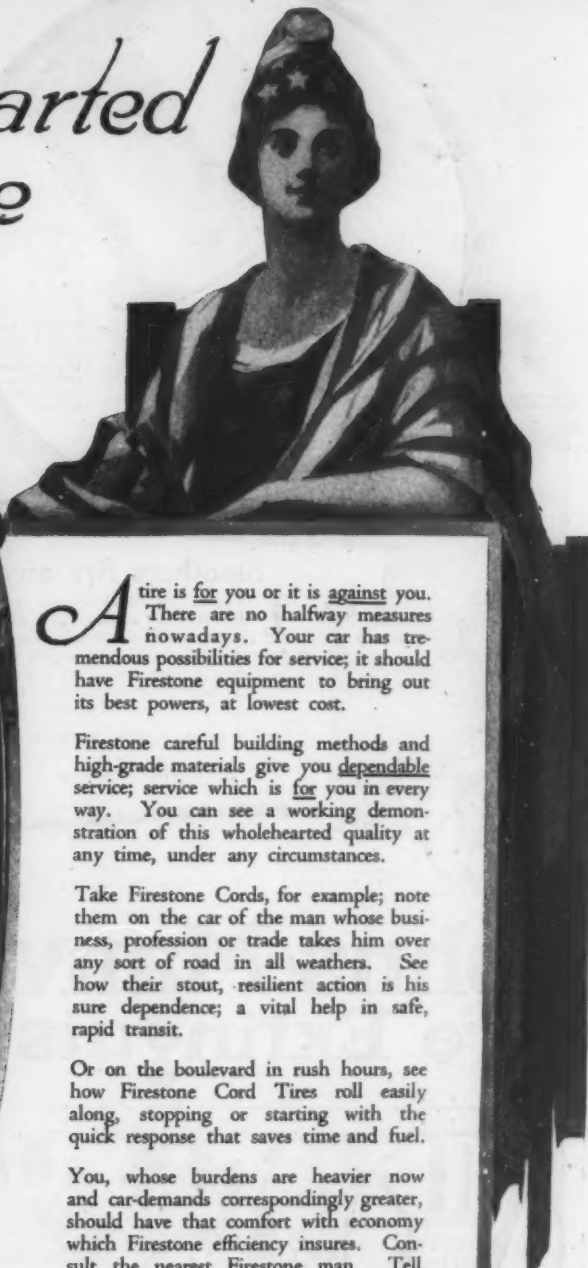 arted
e
A tire is for you or it is against you.
There are no halfway measures
nowadays. Your car has tre-
mendous possibilities for service; it should
have Firestone equipment to bring out
its best powers, at lowest cost.
Firestone careful building methods and
high-grade materials give you dependable
service; service which is for you in every
way. You can see a working demon-
stration of this wholehearted quality at
any time, under any circumstances.
Take Firestone Cords, for example; note
them on the car of the man whose busi-
ness, profession or trade takes him over
any sort of road in all weathers. See
how their stout, resilient action is his
sure dependence; a vital help in safe,
rapid transit.
Or on the boulevard in rush hours, see
how Firestone Cord Tires roll easily
along, stopping or starting with the
quick response that saves time and fuel.
You, whose burdens are heavier now
and car-demands correspondingly greater,
should have that comfort with economy
which Firestone efficiency insures. Con-
sult the nearest Firestone man. Tell